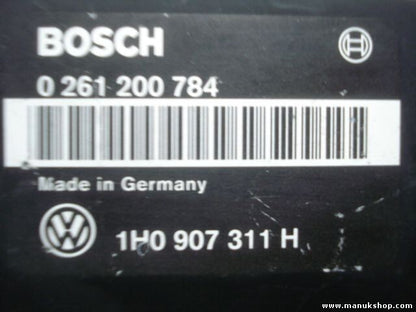 BOSCH
0 261 200 784
Made in Germany
1H0 907 311 H
www.manukshop.com